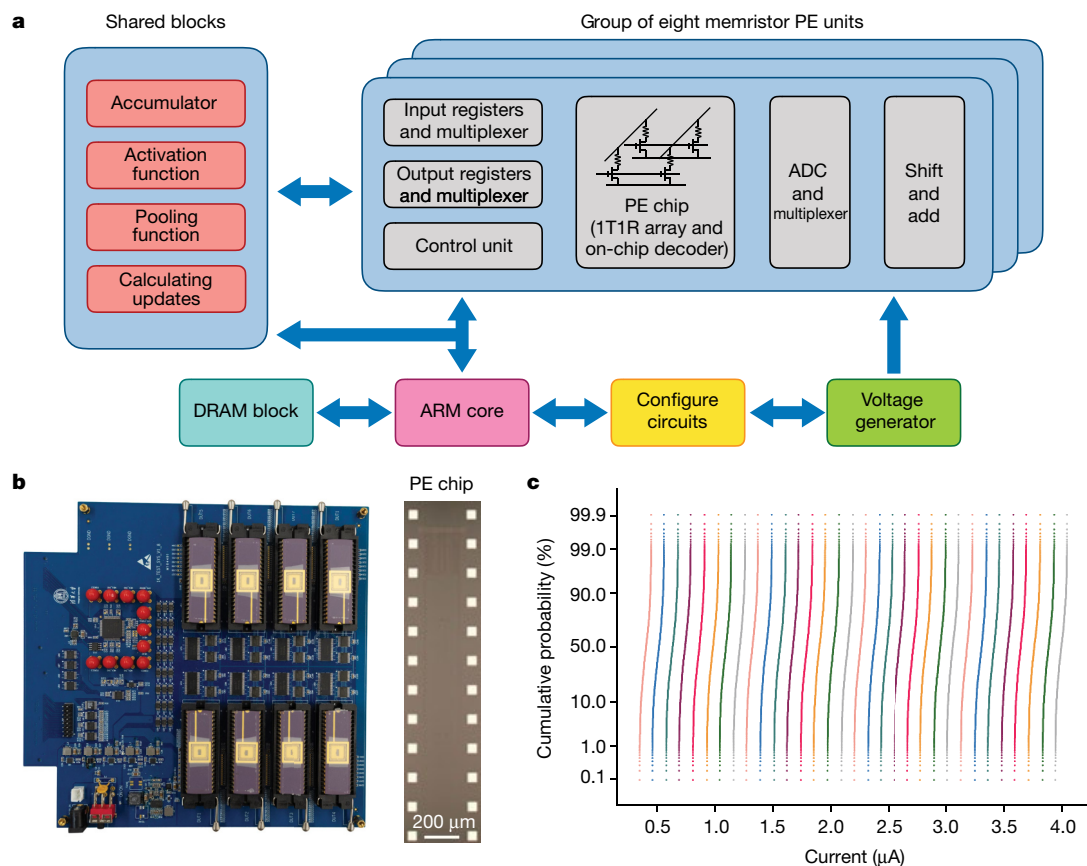 a
Shared blocks
Group of eight memristor PE units
Accumulator
Activation
function
Pooling
function
Calculating
updates
Input registers
and multiplexer
Output registers
and multiplexer
Control unit
PE chip
(1T1R array and
on-chip decoder)
ADC
and
multiplexer
Shift
and
add
DRAM block
ARM core
Configure
circuits
Voltage
generator
b
PE chip
200 μm
c
Cumulative probability (%)
99.9
99.0
90.0
50.0
10.0
1.0
0.1
0.5 1.0 1.5 2.0 2.5 3.0 3.5 4.0
Current (μA)